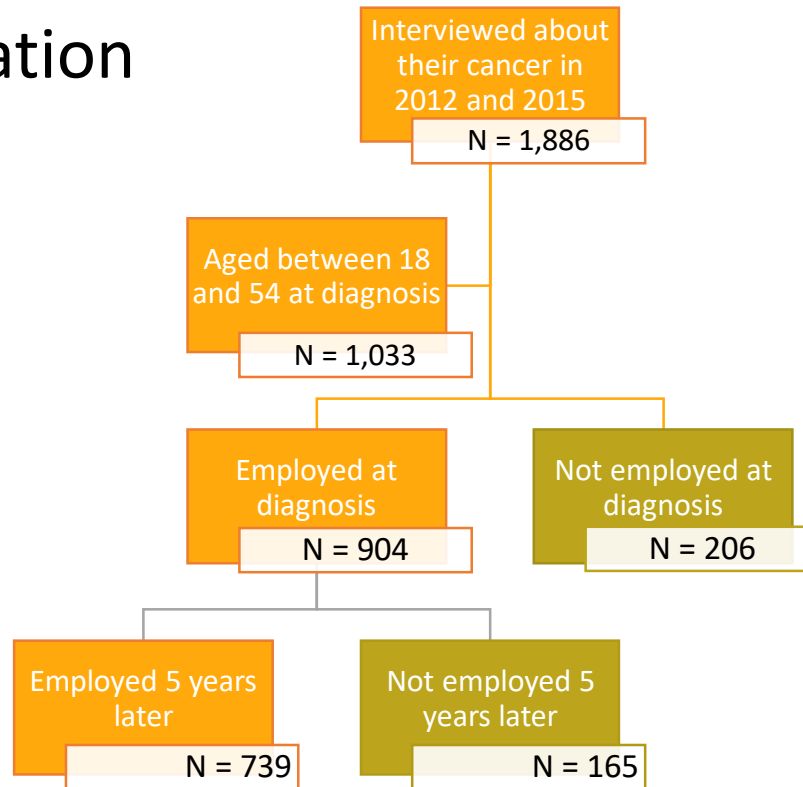 ation
Interviewed about
their cancer in
2012 and 2015
N = 1,886
Aged between 18
and 54 at diagnosis
N = 1,033
Employed at
diagnosis
N = 904
Not employed at
diagnosis
N = 206
Employed 5 years
later
N = 739
Not employed 5
years later
N = 165